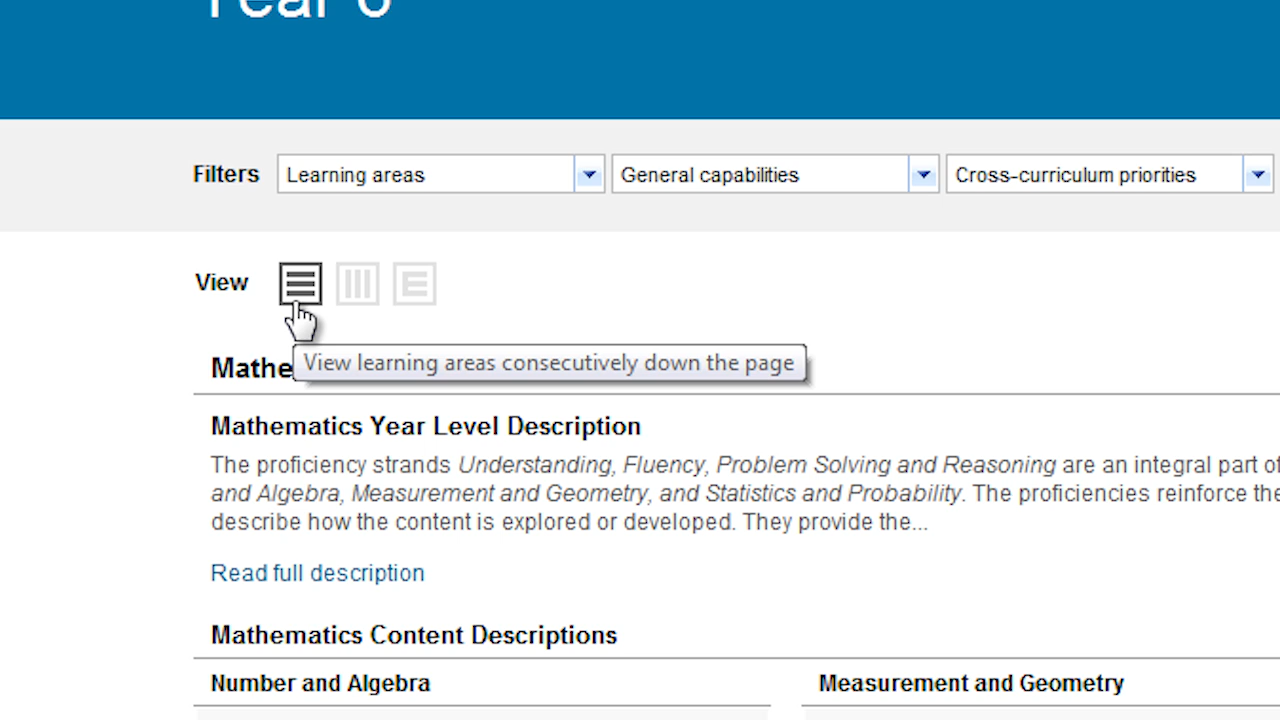 Year 6
Filters Learning areas General capabilities Cross-curriculum priorities
View
View learning areas consecutively down the page
Mathematics Year Level Description
The proficiency strands Understanding, Fluency, Problem Solving and Reasoning are an integral part of
and Algebra, Measurement and Geometry, and Statistics and Probability. The proficiencies reinforce the
describe how the content is explored or developed. They provide the...
Read full description
Mathematics Content Descriptions
Number and Algebra Measurement and Geometry